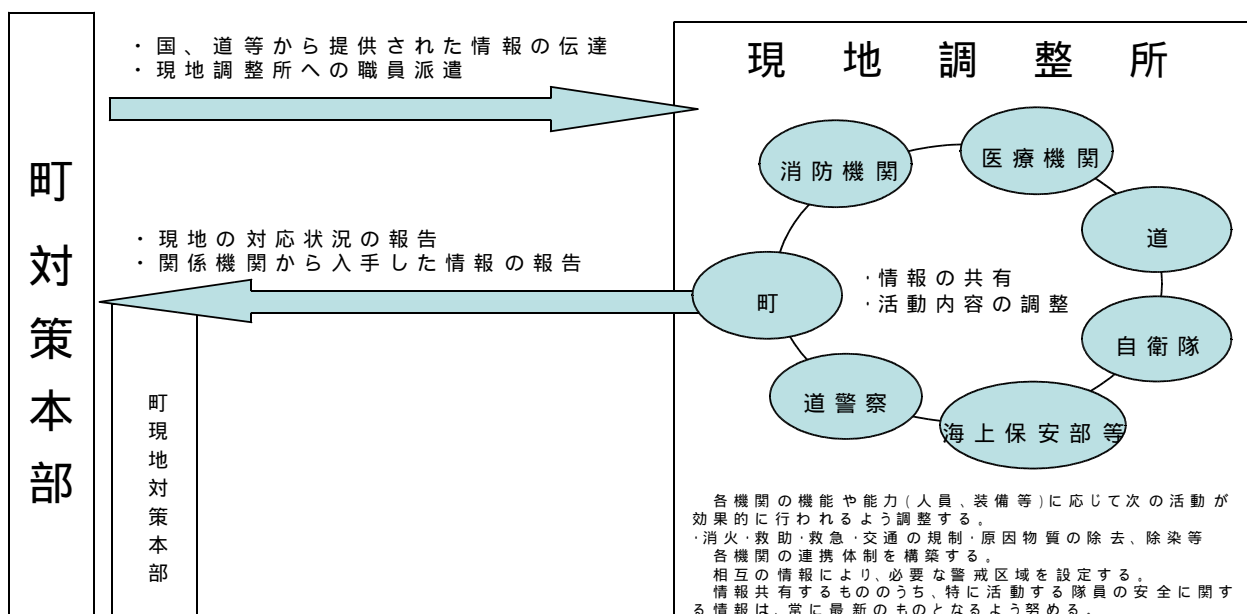 町対策本部
・国、道等から提供された情報の伝達
・現地調整所への職員派遣
・現地の対応状況の報告
・関係機関から入手した情報の報告
町現地対策本部
現地調整所
消防機関
医療機関
道
自衛隊
海上保安部等
道警察
町
・情報の共有
・活動内容の調整
各機関の機能や能力(人員、装備等)に応じて次の活動が
効果的に行われるよう調整する。
・消火・救助・救急・交通の規制・原因物質の除去、除染等
各機関の連携体制を構築する。
相互の情報により、必要な警戒区域を設定する。
情報共有するもののうち、特に活動する隊員の安全に関す
る情報は、常に最新のものとなるよう努める。